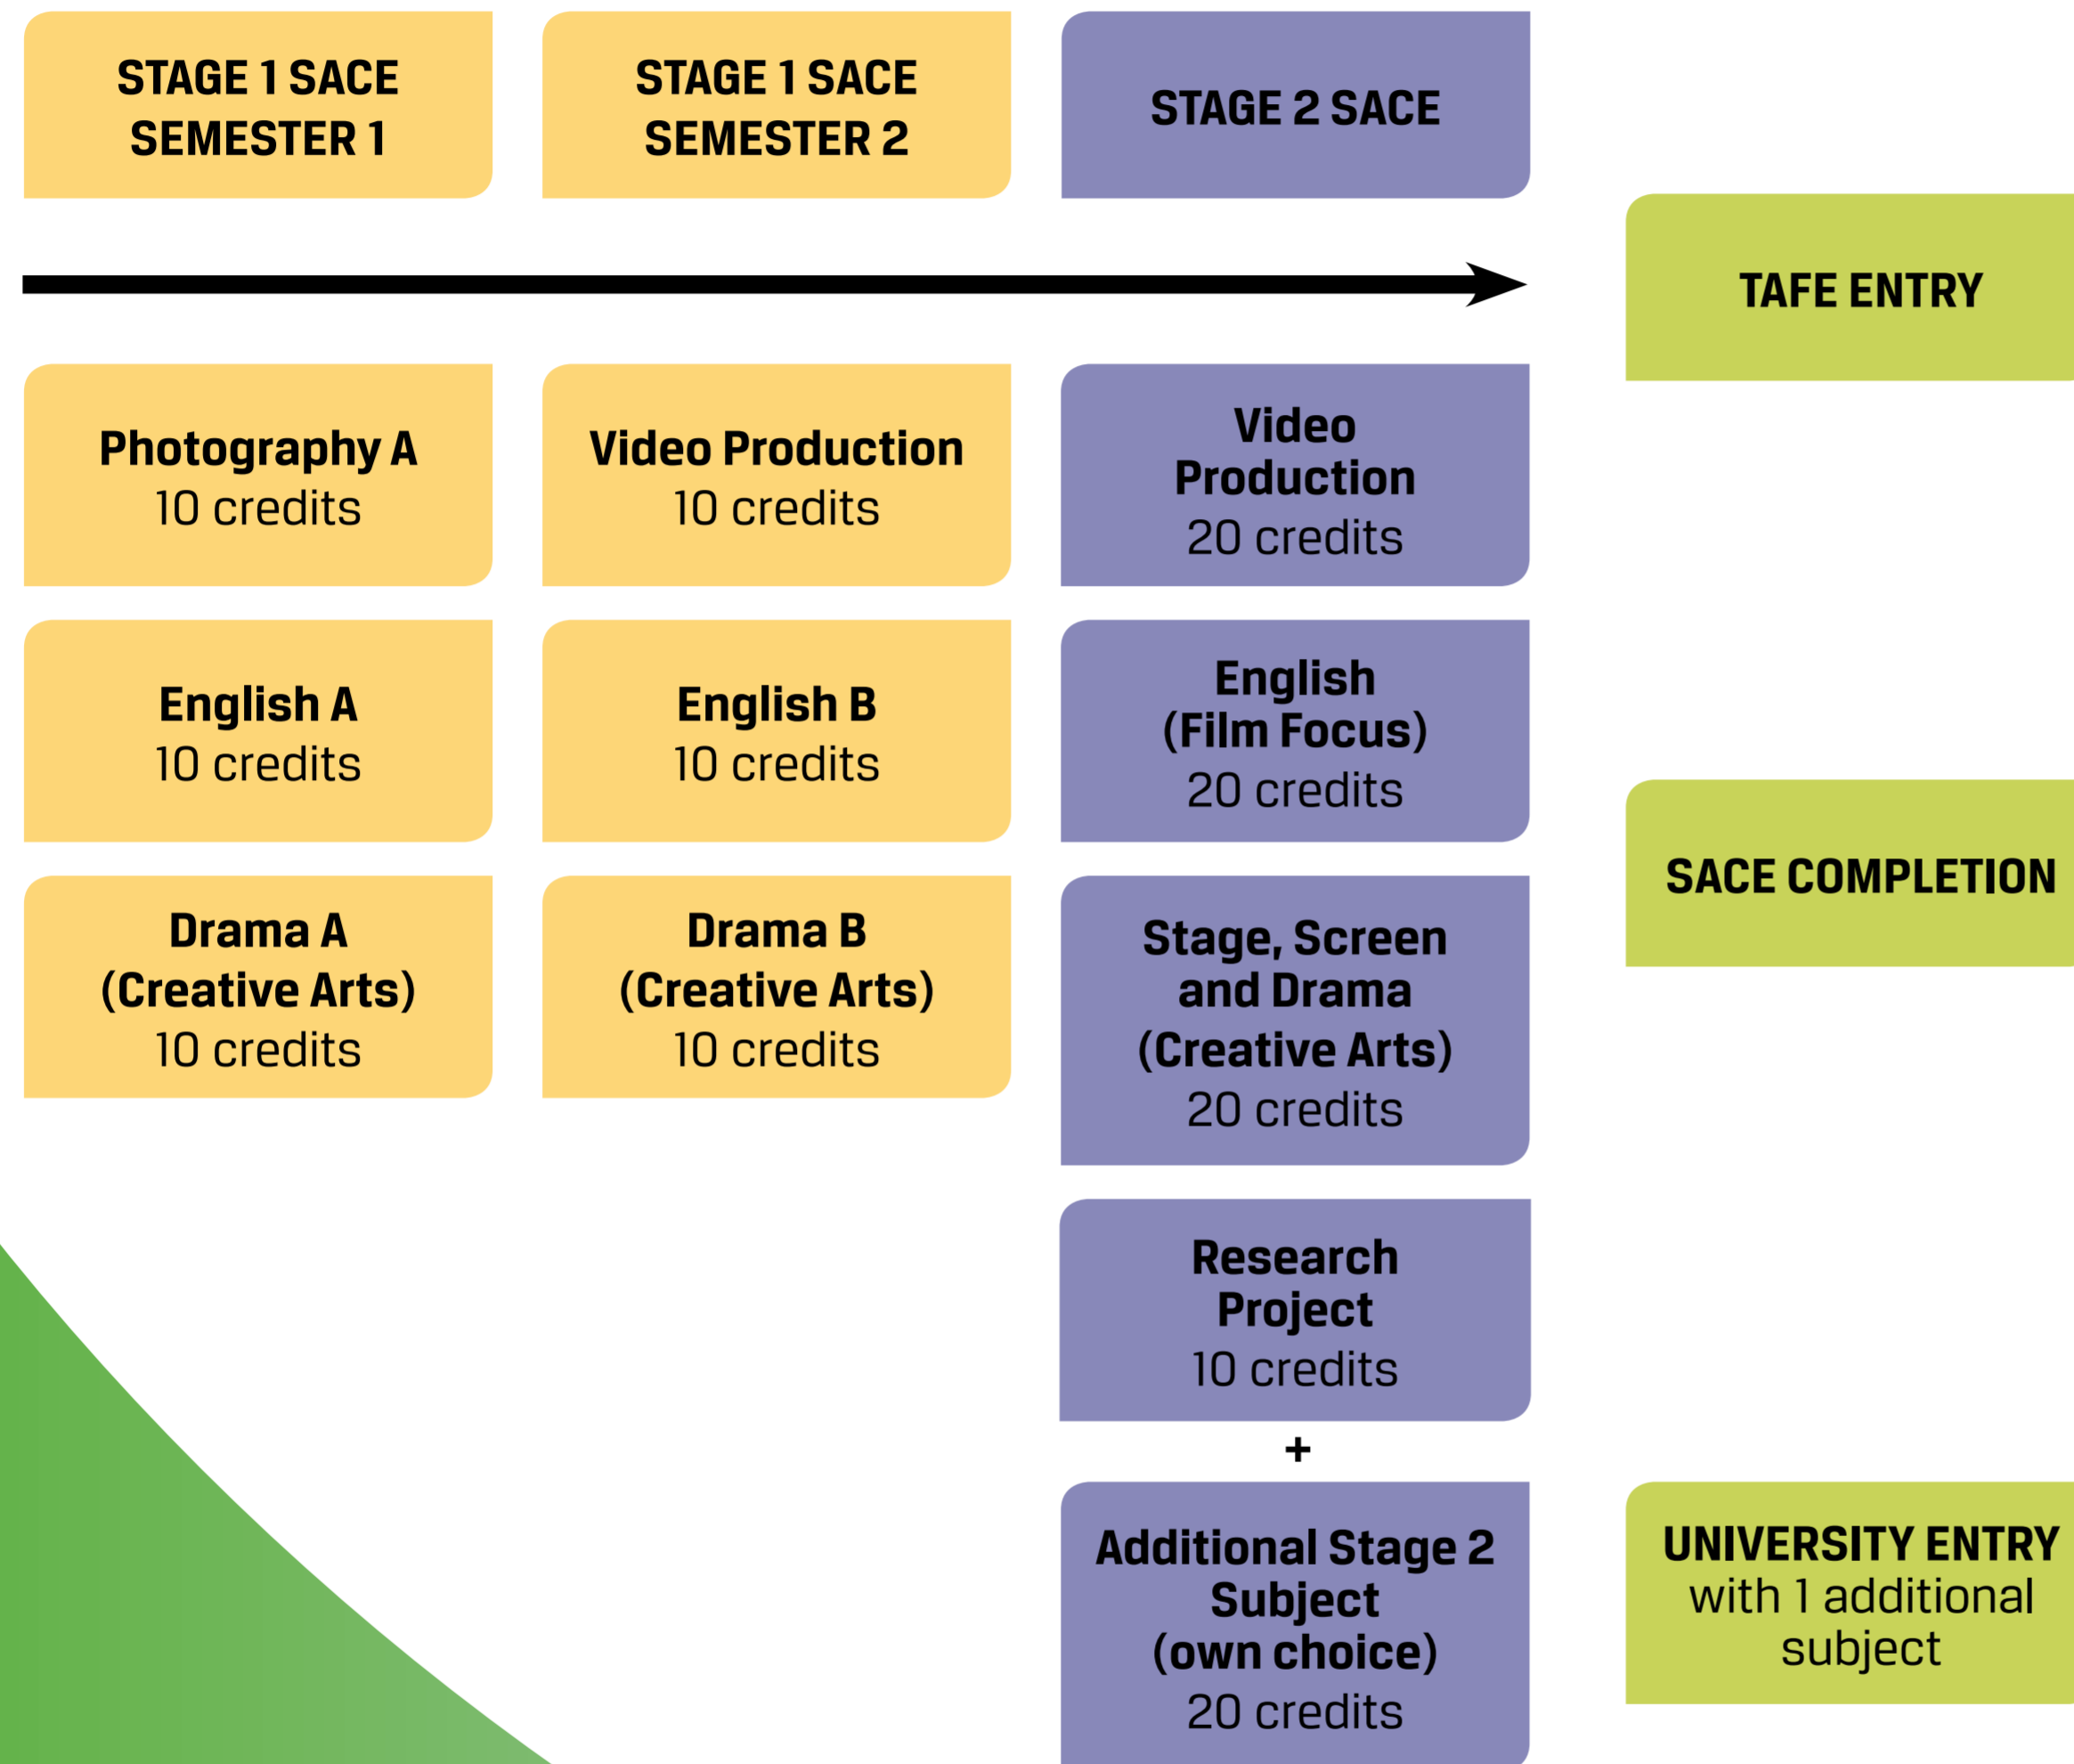 STAGE 1 SACE
SEMESTER 1
STAGE 1 SACE
SEMESTER 2
STAGE 2 SACE
TAFE ENTRY
Photography A
10 credits
Video Production
10 credits
Video
Production
20 credits
English A
10 credits
English B
10 credits
English
(Film Focus)
20 credits
SACE COMPLETION
Drama A
(Creative Arts)
10 credits
Drama B
(Creative Arts)
10 credits
Stage, Screen
and Drama
(Creative Arts)
20 credits
Research
Project
10 credits
+
Additional Stage 2
Subject
(own choice)
20 credits
UNIVERSITY ENTRY
with 1 additional
subject